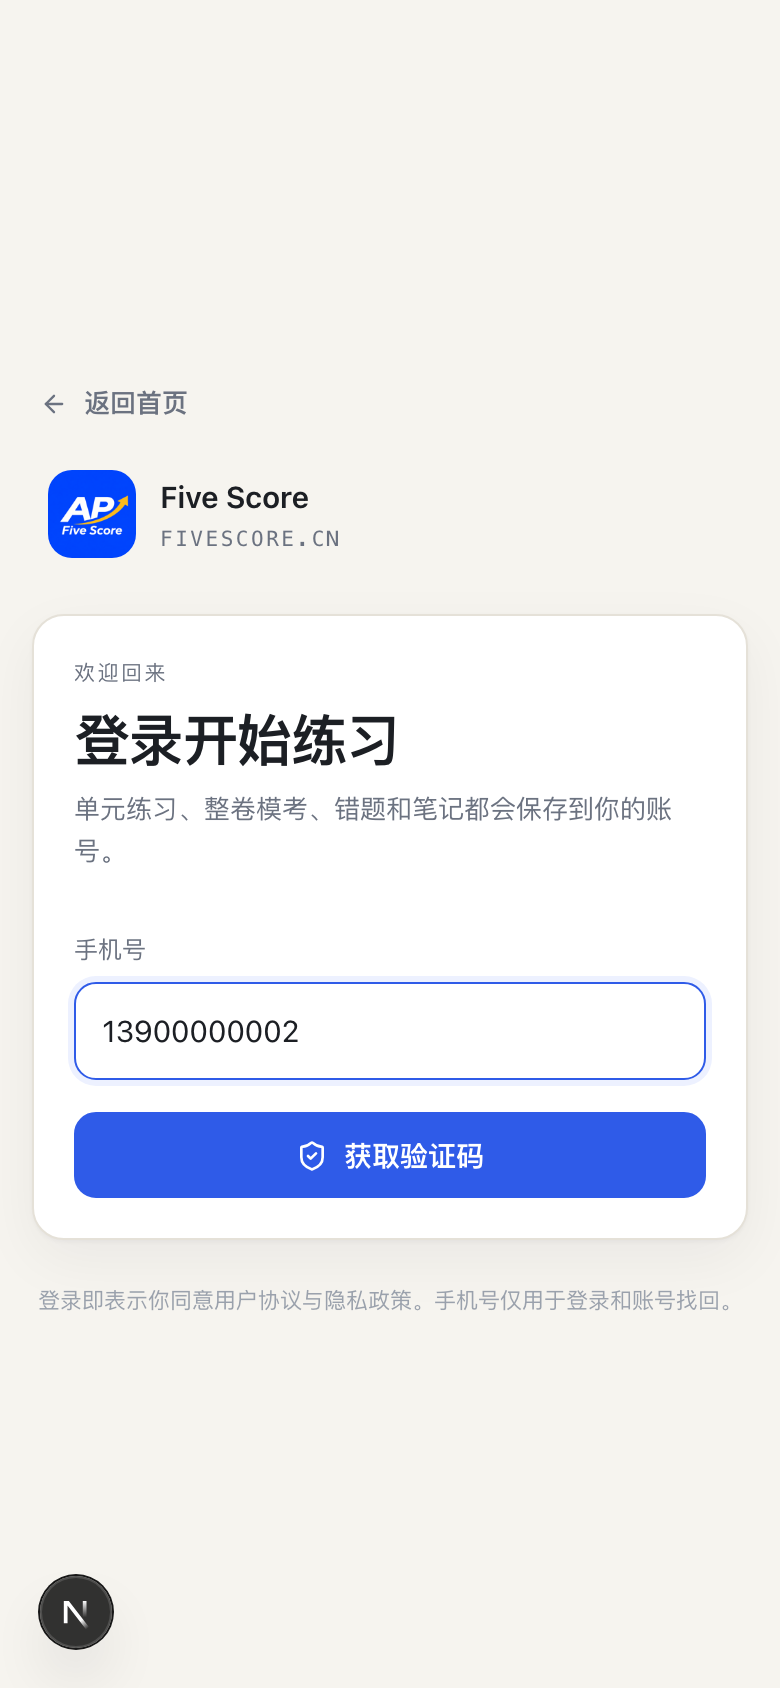 返回首页
AP
Five Score
Five Score
FIVESCORE.CN
欢迎回来
登录开始练习
单元练习、整卷模考、错题和笔记都会保存到你的账
号。
手机号
13900000002
获取验证码
登录即表示你同意用户协议与隐私政策。手机号仅用于登录和账号找回。
N